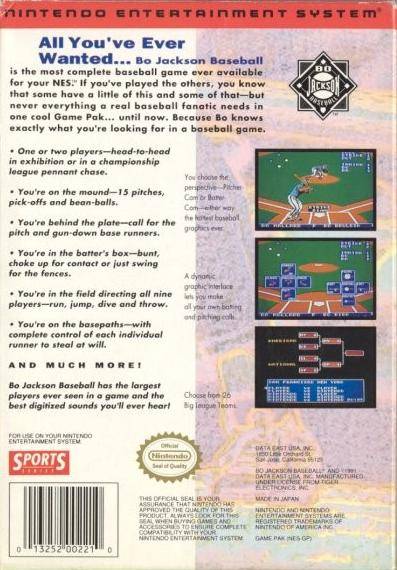 NINTENDO ENTERTAINMENT SYSTEM®
All You've Ever
Wanted... Bo Jackson Baseball
is the most complete baseball game ever available
for your NES.™ If you've played the others, you know
that some have a little of this and some of that—but
never everything a real baseball fanatic needs in
one cool Game Pak... until now. Because Bo knows
exactly what you're looking for in a baseball game.
BO
JACKSON
BASEBALL
• One or two players—head-to-head
in exhibition or in a championship
league pennant chase.
• You're on the mound—15 pitches,
pick-offs and bean-balls.
• You're behind the plate—call for the
pitch and gun-down base runners.
• You're in the batter's box—bunt,
choke up for contact or just swing
for the fences.
• You're in the field directing all nine
players—run, jump, dive and throw.
• You're on the basepaths—with
complete control of each individual
runner to steal at will.
AND MUCH MORE!
Bo Jackson Baseball has the largest
players ever seen in a game and the
best digitized sounds you'll ever hear!
You choose the
perspective—Pitcher
Cam or Batter
Cam—either way
the hottest baseball
graphics ever.
A dynamic
graphic interface
lets you make
all your own batting
and pitching calls.
AMERICAN
NATIONAL
SAN FRANCISCO NEW YORK
Choose from 26
Big League Teams.
FOR USE ON YOUR NINTENDO
ENTERTAINMENT SYSTEM.
SPORTS
SERIES
Official
Nintendo
Seal of Quality
0 13252 00221 0
THIS OFFICIAL SEAL IS YOUR
ASSURANCE THAT NINTENDO HAS
APPROVED THE QUALITY OF THIS
PRODUCT. ALWAYS LOOK FOR THIS
SEAL WHEN BUYING GAMES AND
ACCESSORIES TO ENSURE COMPLETE
COMPATIBILITY WITH YOUR
NINTENDO ENTERTAINMENT SYSTEM.
DATA EAST USA, INC.
1850 Little Orchard St.
San Jose, California 95125
BO JACKSON BASEBALL™ AND ©1991
DATA EAST USA, INC. MANUFACTURED
UNDER LICENSE FROM TIGER
ELECTRONICS, INC.
MADE IN JAPAN
NINTENDO AND NINTENDO
ENTERTAINMENT SYSTEMS ARE
REGISTERED TRADEMARKS OF
NINTENDO OF AMERICA INC.
GAME PAK (NES-GP)